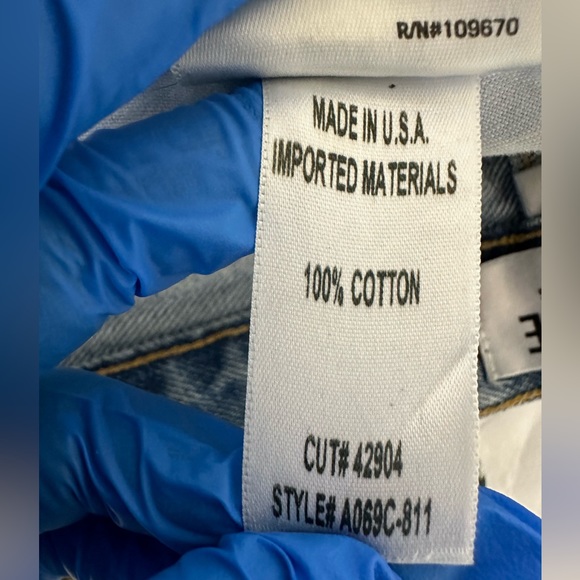 R/N#109670
MADE IN U.S.A.
IMPORTED MATERIALS
100% COTTON
CUT# 42904
STYLE# A069C-811